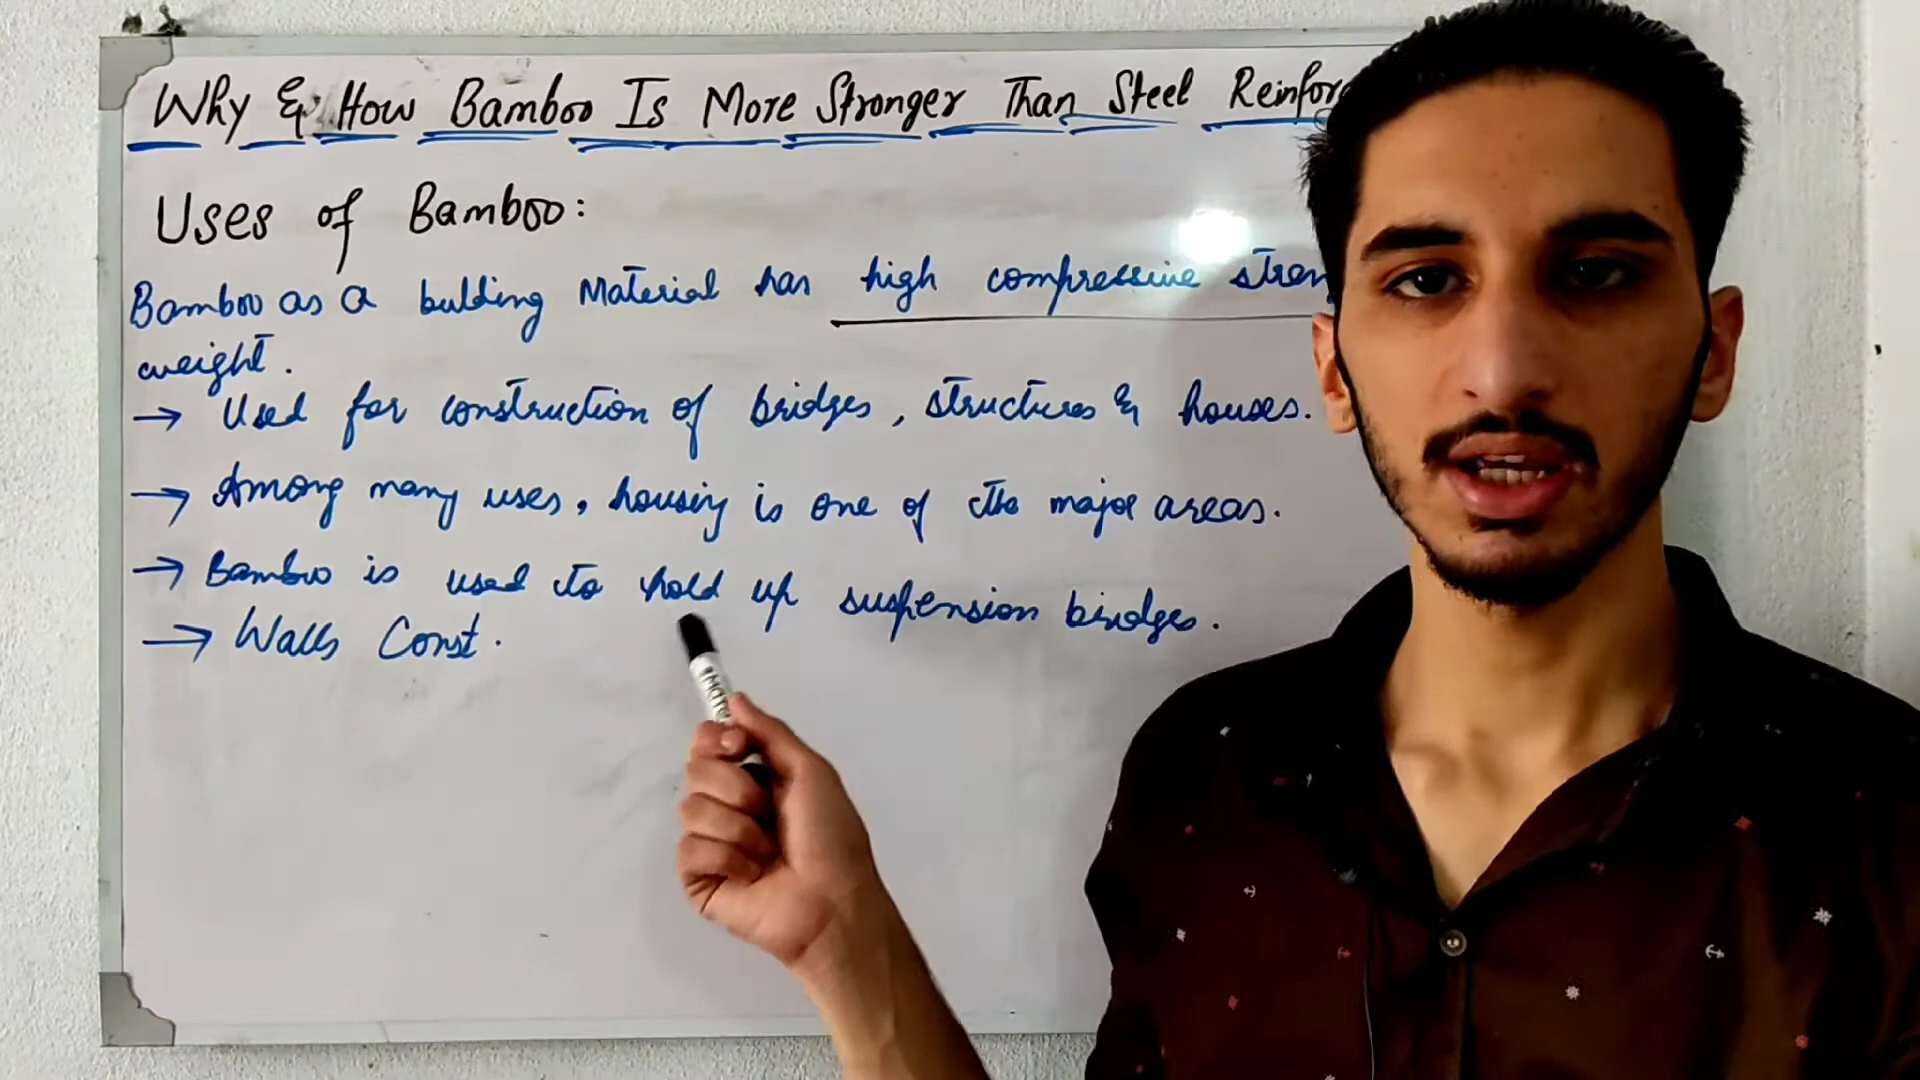 Why & How Bamboo Is More Stronger Than Steel Reinfor
Uses of Bamboo:
Bamboo as a bulding Material has high compressive stren
weight.
→ Used for construction of bridges, structures & houses.
→ Among many uses, housing is one of the major areas.
→ Bamboo is used to hold up suspension bridges.
→ Walls Const.